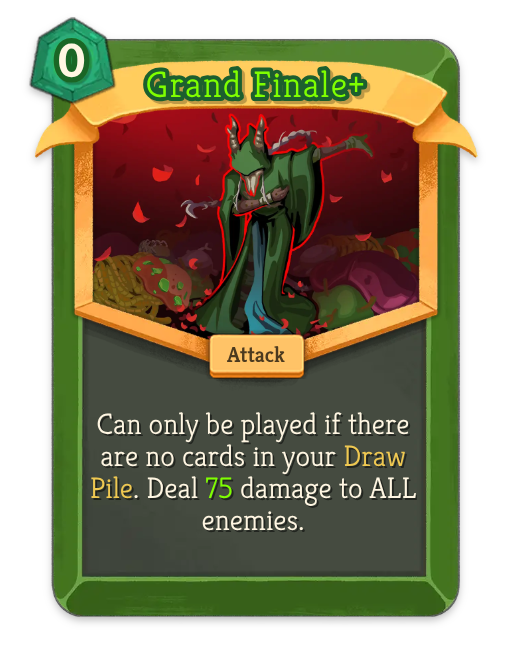 0
Grand Finale+
Attack
Can only be played if there
are no cards in your Draw
Pile. Deal 75 damage to ALL
enemies.